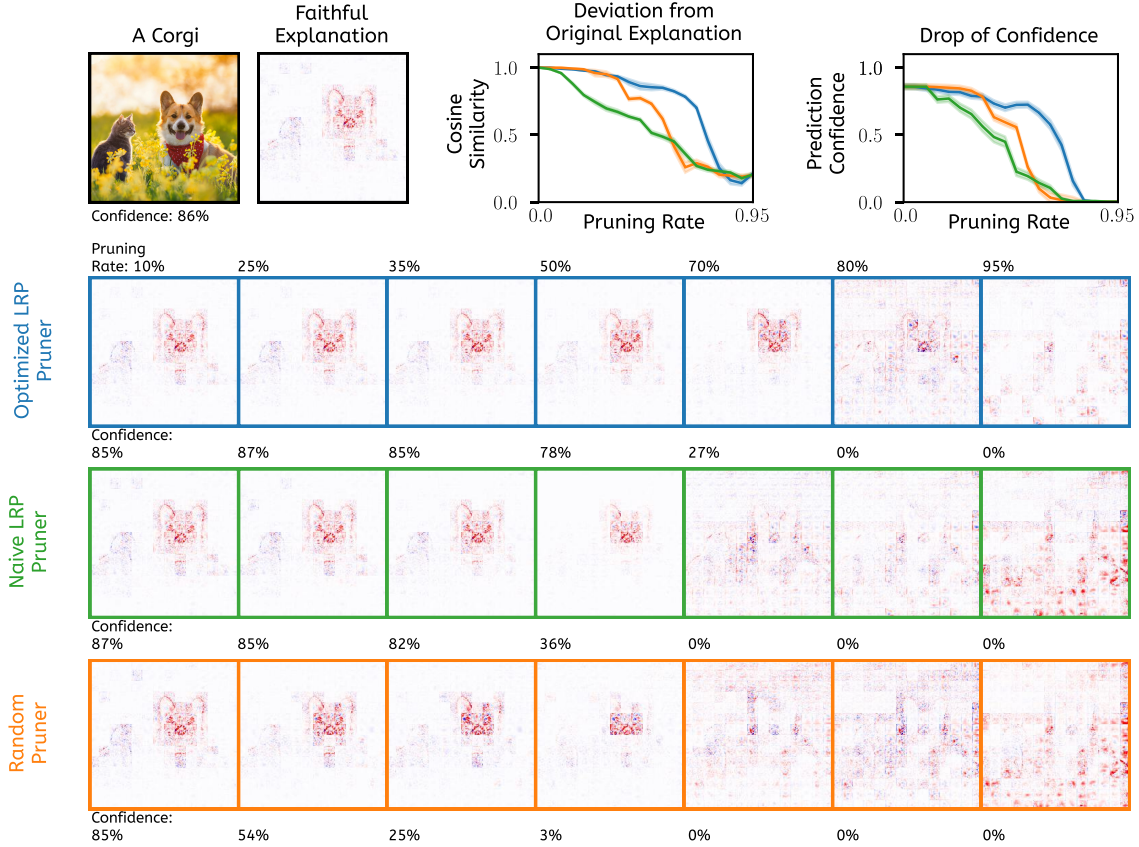 A Corgi
Faithful
Explanation
Deviation from
Original Explanation
Drop of Confidence
Confidence: 86%
Cosine
Similarity
1.0
0.5
0.0
0.0
0.95
Pruning Rate
Prediction
Confidence
1.0
0.5
0.0
0.0
0.95
Pruning Rate
Pruning
Rate: 10%
25%
35%
50%
70%
80%
95%
Optimized LRP
Pruner
Confidence:
85%
87%
85%
78%
27%
0%
0%
Naive LRP
Pruner
Confidence:
87%
85%
82%
36%
0%
0%
0%
Random
Pruner
Confidence:
85%
54%
25%
3%
0%
0%
0%